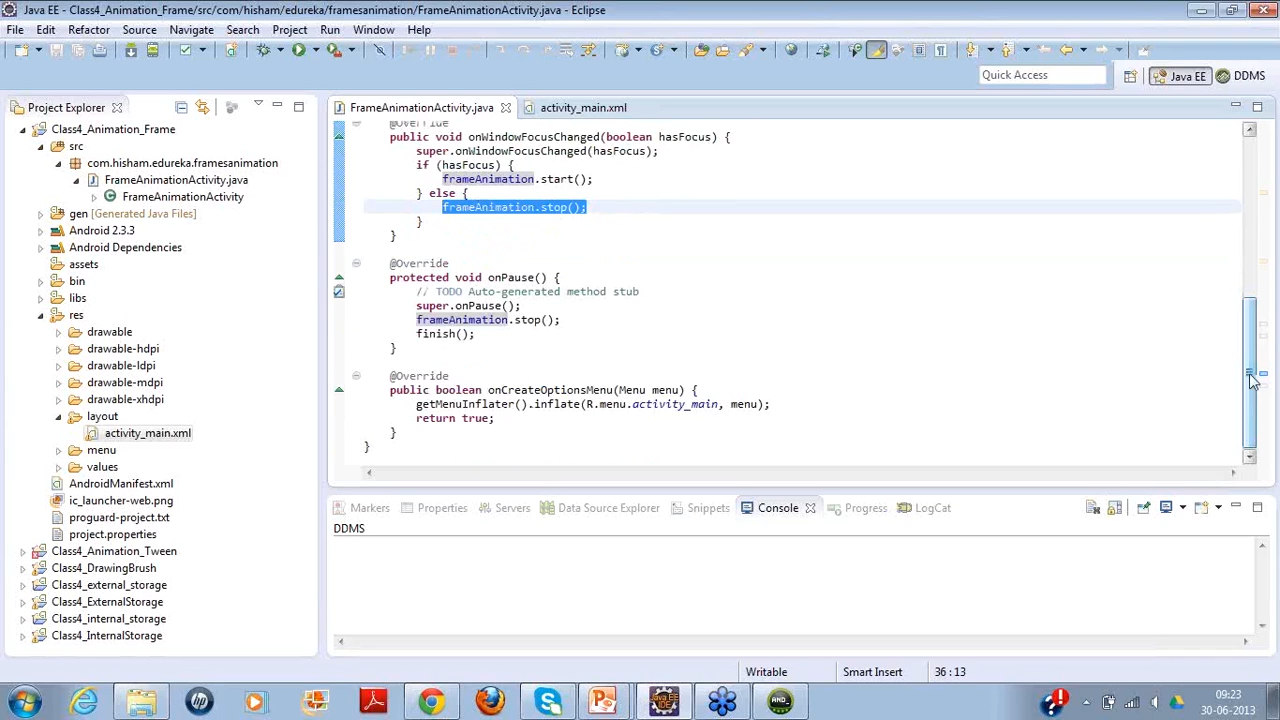 Java EE - Class4_Animation_Frame/src/com/hisham/edureka/framesanimation/FrameAnimationActivity.java - Eclipse
File Edit Refactor Source Navigate Search Project Run Window Help
Quick Access
Java EE
DDMS
Project Explorer
Class4_Animation_Frame
src
com.hisham.edureka.framesanimation
FrameAnimationActivity.java
FrameAnimationActivity
gen [Generated Java Files]
Android 2.3.3
Android Dependencies
assets
bin
libs
res
drawable
drawable-hdpi
drawable-ldpi
drawable-mdpi
drawable-xhdpi
layout
activity_main.xml
menu
values
AndroidManifest.xml
ic_launcher-web.png
proguard-project.txt
project.properties
Class4_Animation_Tween
Class4_DrawingBrush
Class4_external_storage
Class4_ExternalStorage
Class4_internal_storage
Class4_InternalStorage
FrameAnimationActivity.java
activity_main.xml
@Override
public void onWindowFocusChanged(boolean hasFocus) {
super.onWindowFocusChanged(hasFocus);
if (hasFocus) {
frameAnimation.start();
} else {
frameAnimation.stop();
}
}
@Override
protected void onPause() {
// TODO Auto-generated method stub
super.onPause();
frameAnimation.stop();
finish();
}
@Override
public boolean onCreateOptionsMenu(Menu menu) {
getMenuInflater().inflate(R.menu.activity_main, menu);
return true;
}
}
Markers Properties Servers Data Source Explorer Snippets Console Progress LogCat
DDMS
Writable Smart Insert 36 : 13
09:23
30-06-2013